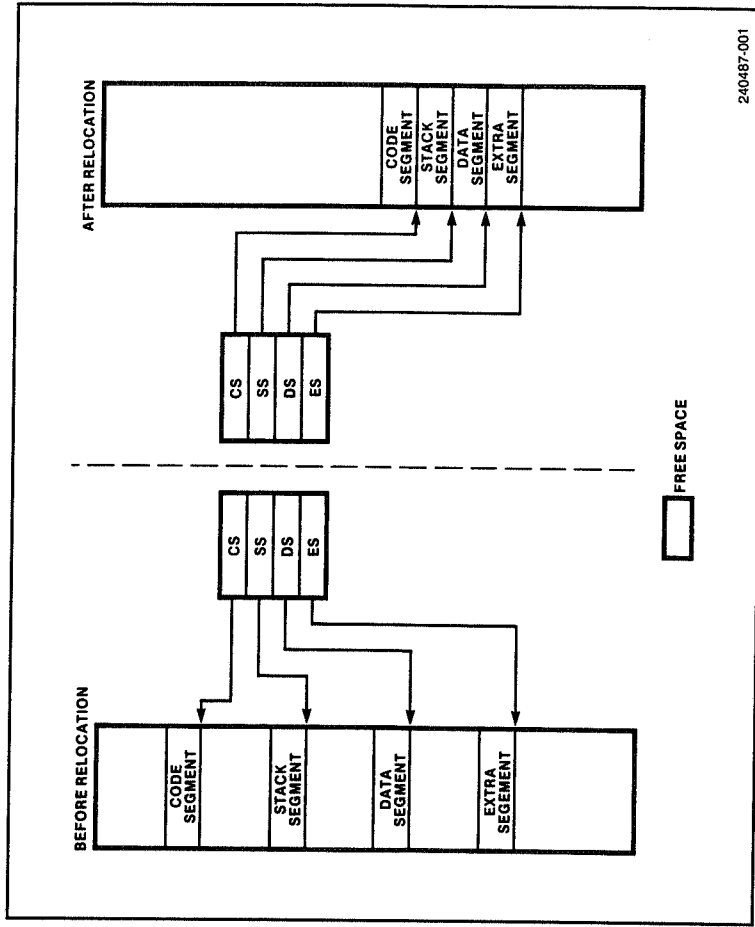 BEFORE RELOCATION
CODE
SEGMENT
STACK
SEGMENT
DATA
SEGMENT
EXTRA
SEGEMENT
CS
SS
DS
ES
AFTER RELOCATION
CS
SS
DS
ES
CODE
SEGMENT
STACK
SEGMENT
DATA
SEGMENT
EXTRA
SEGMENT
FREE SPACE
240487-001